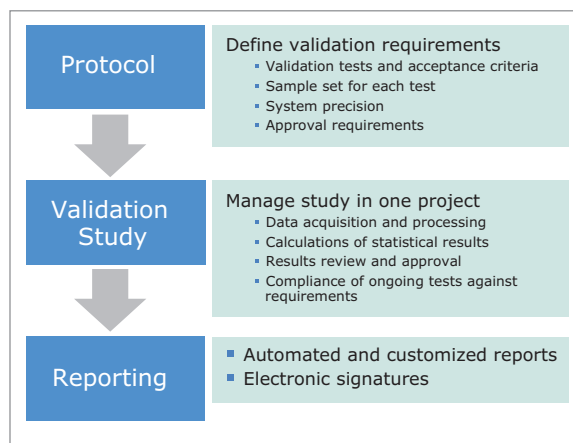 Protocol
Define validation requirements
▪ Validation tests and acceptance criteria
▪ Sample set for each test
▪ System precision
▪ Approval requirements
Validation
Study
Manage study in one project
▪ Data acquisition and processing
▪ Calculations of statistical results
▪ Results review and approval
▪ Compliance of ongoing tests against
requirements
Reporting
▪ Automated and customized reports
▪ Electronic signatures